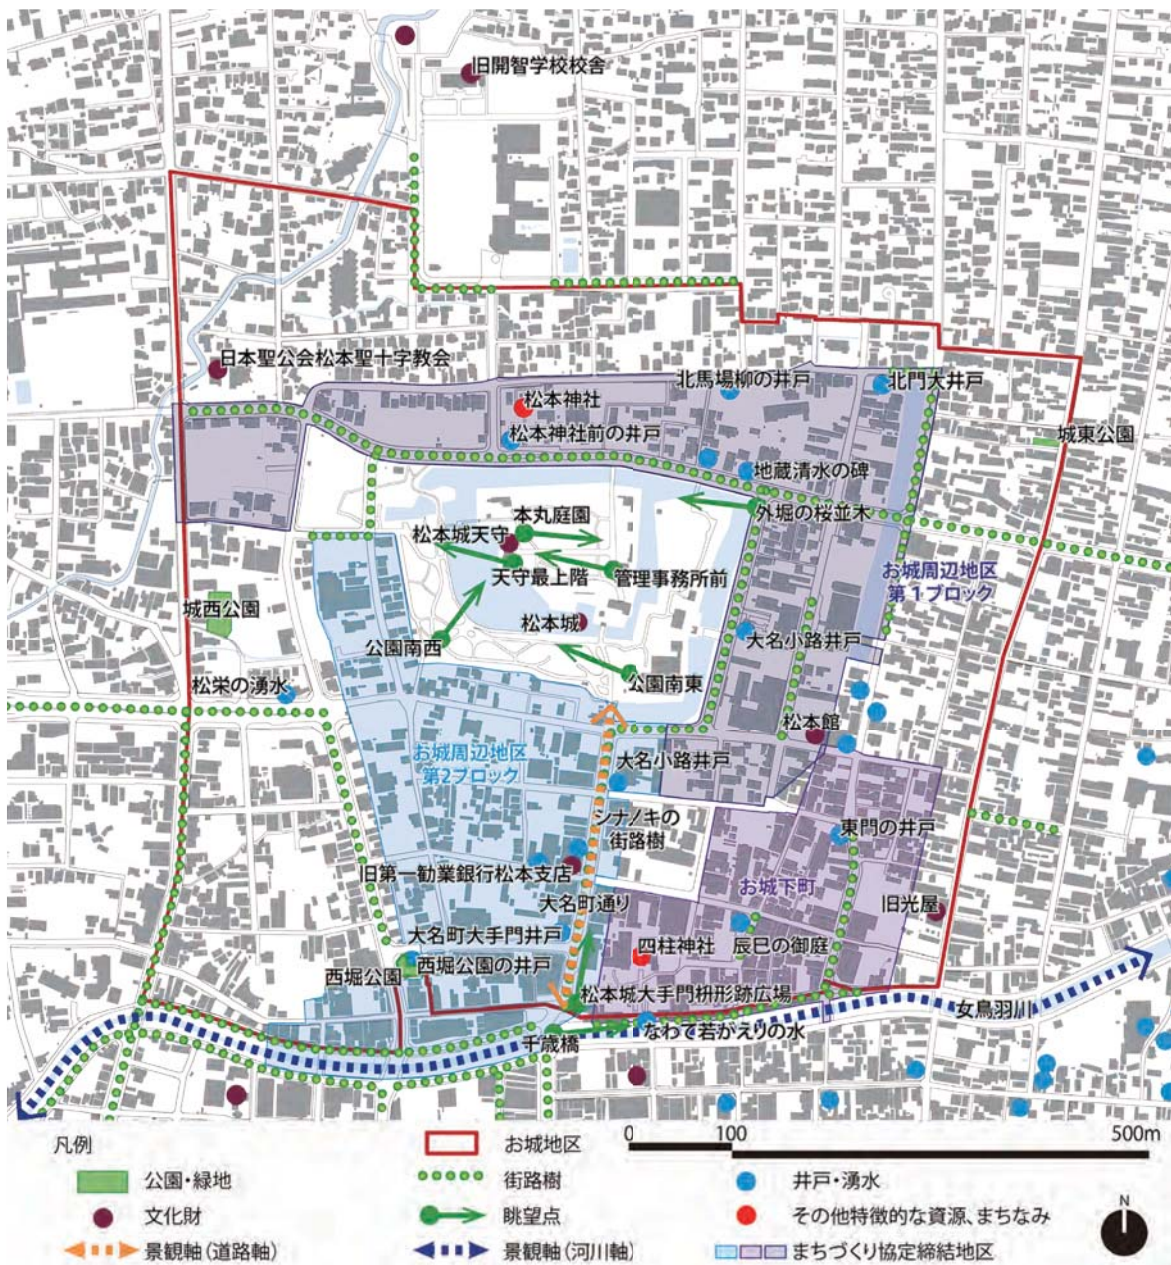 旧開智学校校舎
日本聖公会松本聖十字教会
北馬場柳の井戸
北門大井戸
松本神社
城東公園
松本神社前の井戸
地蔵清水の碑
本丸庭園
外堀の桜並木
松本城天守
天守最上階
管理事務所前
お城周辺地区
第1ブロック
城西公園
松本城
大名小路井戸
公園南西
公園南東
松栄の湧水
松本館
お城周辺地区
第2ブロック
大名小路井戸
シナノキの
街路樹
東門の井戸
旧第一勧業銀行松本支店
お城下町
大名町通り
旧光屋
大名町大手門井戸
四柱神社
辰巳の御庭
西堀公園
西堀公園の井戸
松本城大手門枡形跡広場
女鳥羽川
千歳橋
なわて若がえりの水
凡例
お城地区
0 100 500m
公園・緑地
街路樹
井戸・湧水
文化財
眺望点
その他特徴的な資源、まちなみ
N
景観軸（道路軸）
景観軸（河川軸）
まちづくり協定締結地区